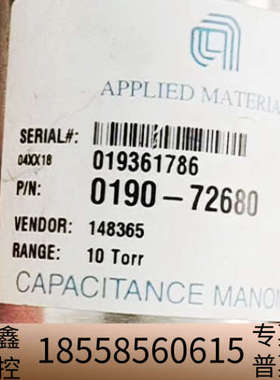 APPLIED MATERIA
SERIAL#:
04XX18
019361786
P/N:
0190-72680
VENDOR: 148365
RANGE: 10 Torr
CAPACITANCE MANO
鑫
控
18558560615
专
普